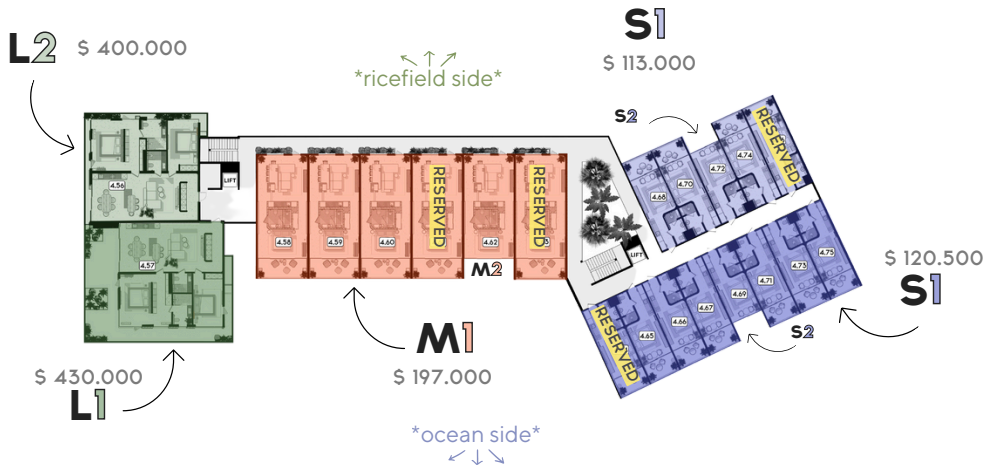 L2 $ 400.000
*ricefield side*
S1
$ 113.000
S2
4.56
LIFT
4.57
4.58
4.59
4.60
RESERVED
4.62
RESERVED
M2
4.68
4.70
4.72
4.74
RESERVED
LIFT
RESERVED
4.65
4.66
4.67
4.69
4.71
4.73
4.75
S2
$ 120.500
S1
M1
$ 197.000
$ 430.000
L1
*ocean side*